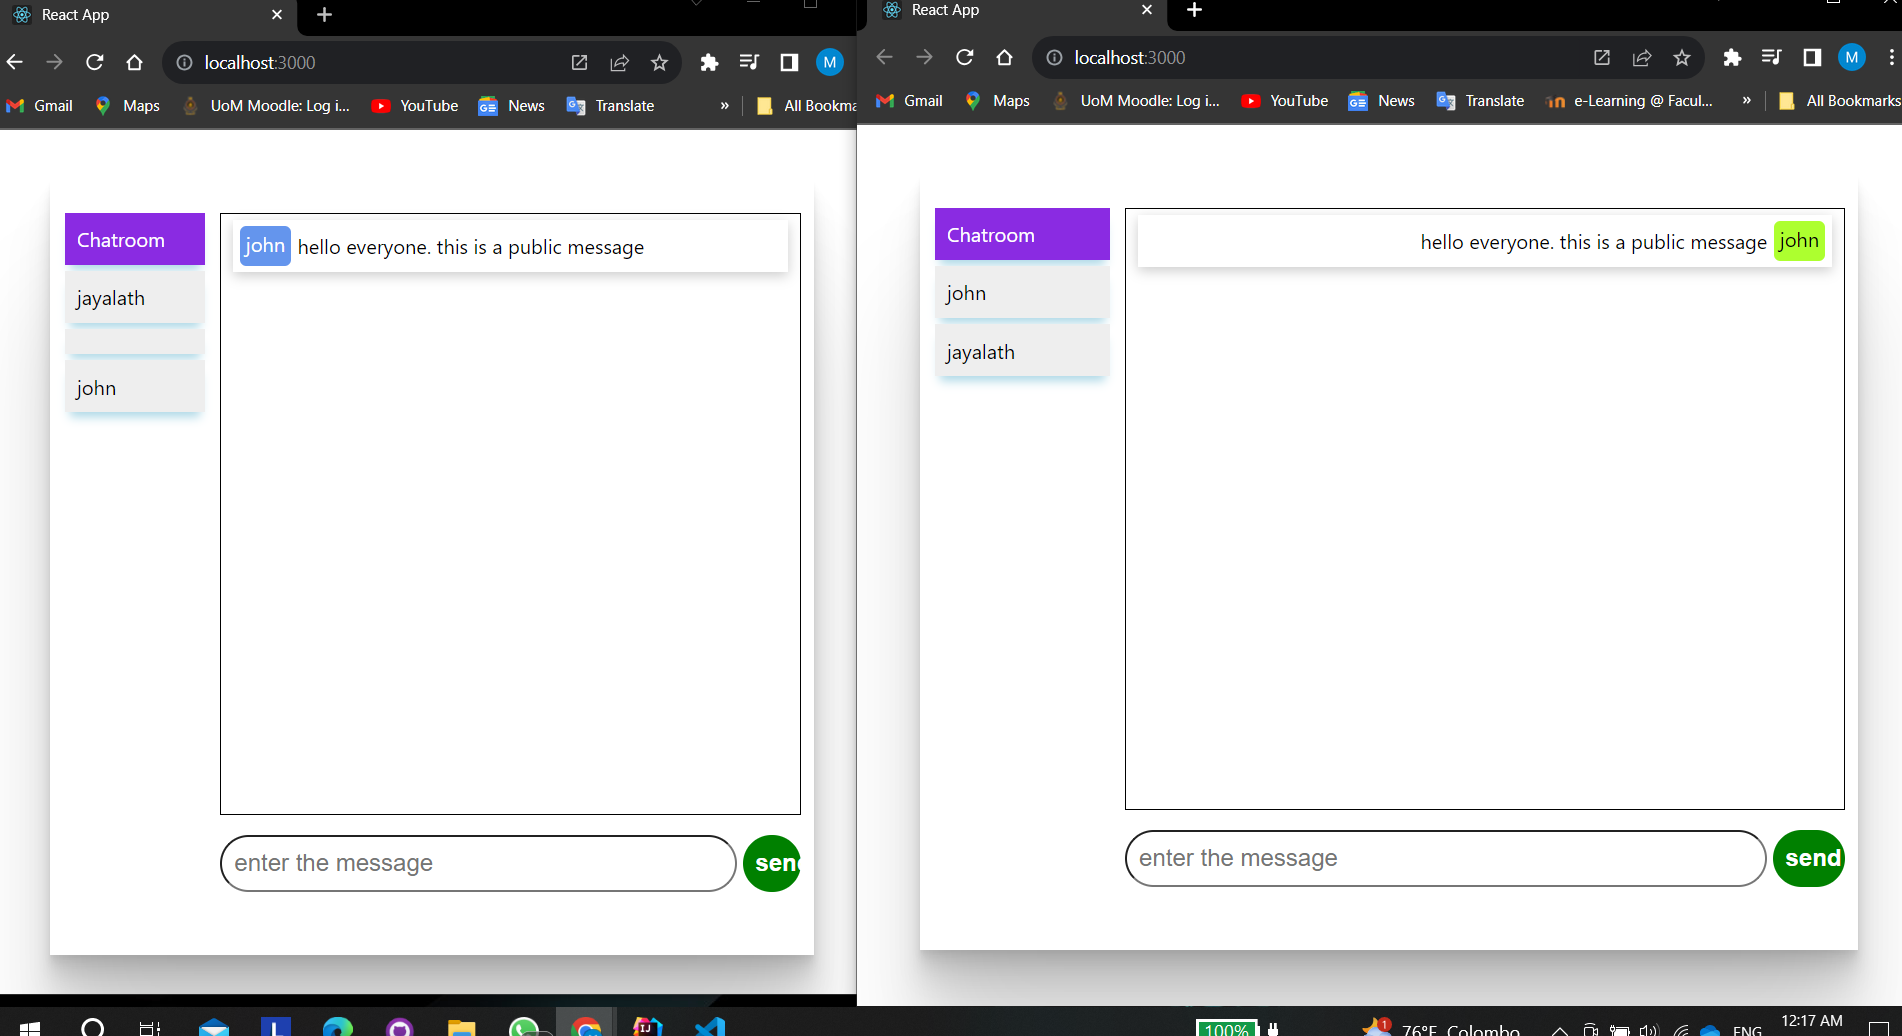 React App
localhost:3000
Gmail Maps UoM Moodle: Log i... YouTube News Translate » All Bookma
M
Chatroom
jayalath
john
john hello everyone. this is a public message
enter the message
send
React App
localhost:3000
M
Gmail Maps UoM Moodle: Log i... YouTube News Translate e-Learning @ Facul... » All Bookmarks
Chatroom
john
jayalath
hello everyone. this is a public message john
enter the message
send
100% 1 76°F Colombo ENG 12:17 AM